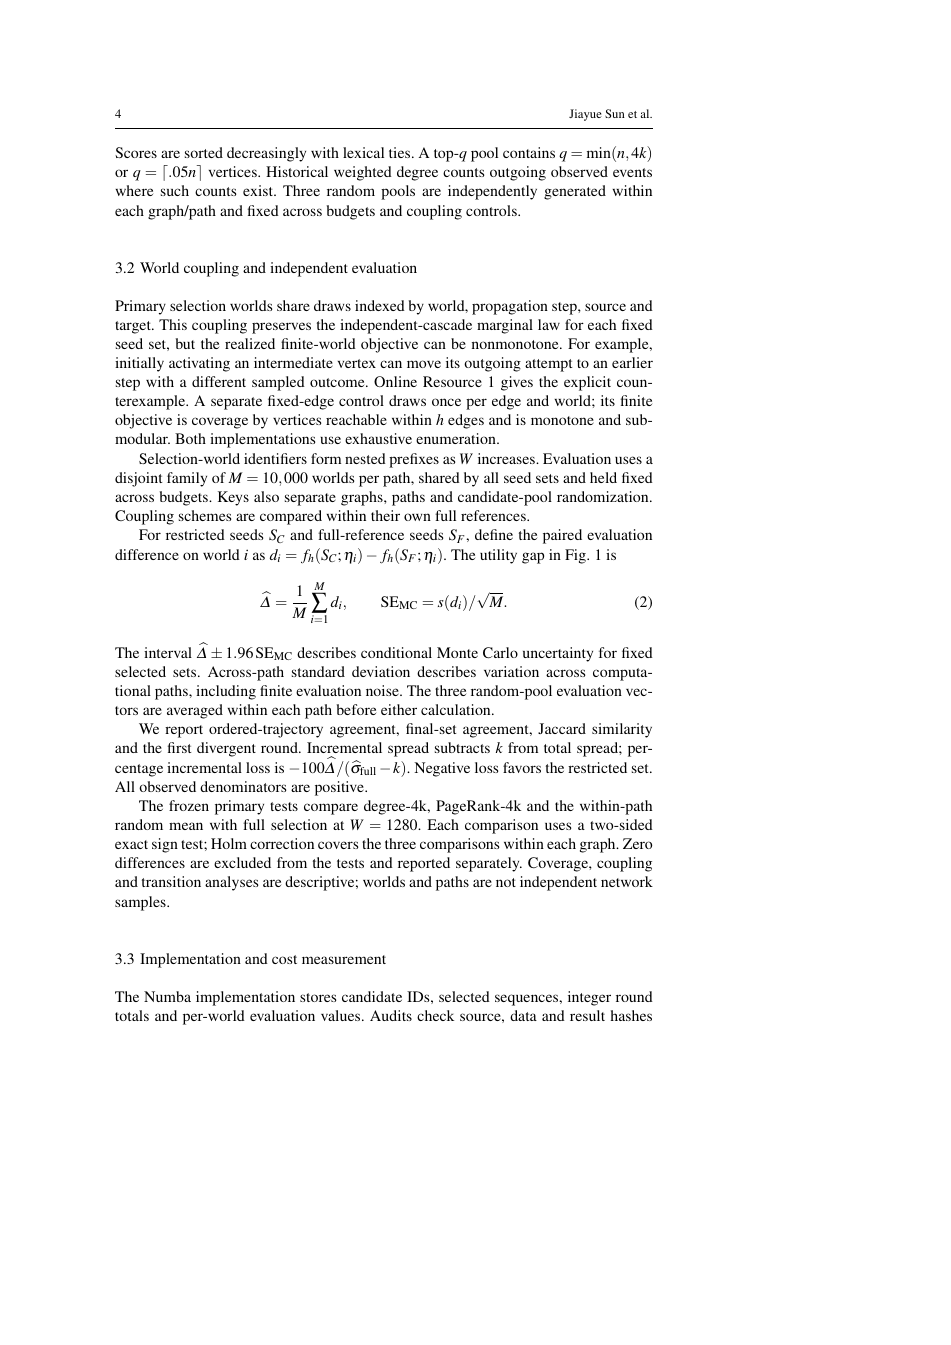 4 Jiayue Sun et al.
Scores are sorted decreasingly with lexical ties. A top-q pool contains q = min(n,4k)
or q = ⌈.05n⌉ vertices. Historical weighted degree counts outgoing observed events
where such counts exist. Three random pools are independently generated within
each graph/path and fixed across budgets and coupling controls.
3.2 World coupling and independent evaluation
Primary selection worlds share draws indexed by world, propagation step, source and
target. This coupling preserves the independent-cascade marginal law for each fixed
seed set, but the realized finite-world objective can be nonmonotone. For example,
initially activating an intermediate vertex can move its outgoing attempt to an earlier
step with a different sampled outcome. Online Resource 1 gives the explicit coun-
terexample. A separate fixed-edge control draws once per edge and world; its finite
objective is coverage by vertices reachable within h edges and is monotone and sub-
modular. Both implementations use exhaustive enumeration.
Selection-world identifiers form nested prefixes as W increases. Evaluation uses a
disjoint family of M = 10,000 worlds per path, shared by all seed sets and held fixed
across budgets. Keys also separate graphs, paths and candidate-pool randomization.
Coupling schemes are compared within their own full references.
For restricted seeds S_C and full-reference seeds S_F, define the paired evaluation
difference on world i as d_i = f_h(S_C;η_i) − f_h(S_F;η_i). The utility gap in Fig. 1 is
Δ̂ = 1/M ∑_{i=1}^{M} d_i, SE_MC = s(d_i)/√M. (2)
The interval Δ̂ ± 1.96 SE_MC describes conditional Monte Carlo uncertainty for fixed
selected sets. Across-path standard deviation describes variation across computa-
tional paths, including finite evaluation noise. The three random-pool evaluation vec-
tors are averaged within each path before either calculation.
We report ordered-trajectory agreement, final-set agreement, Jaccard similarity
and the first divergent round. Incremental spread subtracts k from total spread; per-
centage incremental loss is −100Δ̂/(σ̂_full − k). Negative loss favors the restricted set.
All observed denominators are positive.
The frozen primary tests compare degree-4k, PageRank-4k and the within-path
random mean with full selection at W = 1280. Each comparison uses a two-sided
exact sign test; Holm correction covers the three comparisons within each graph. Zero
differences are excluded from the tests and reported separately. Coverage, coupling
and transition analyses are descriptive; worlds and paths are not independent network
samples.
3.3 Implementation and cost measurement
The Numba implementation stores candidate IDs, selected sequences, integer round
totals and per-world evaluation values. Audits check source, data and result hashes